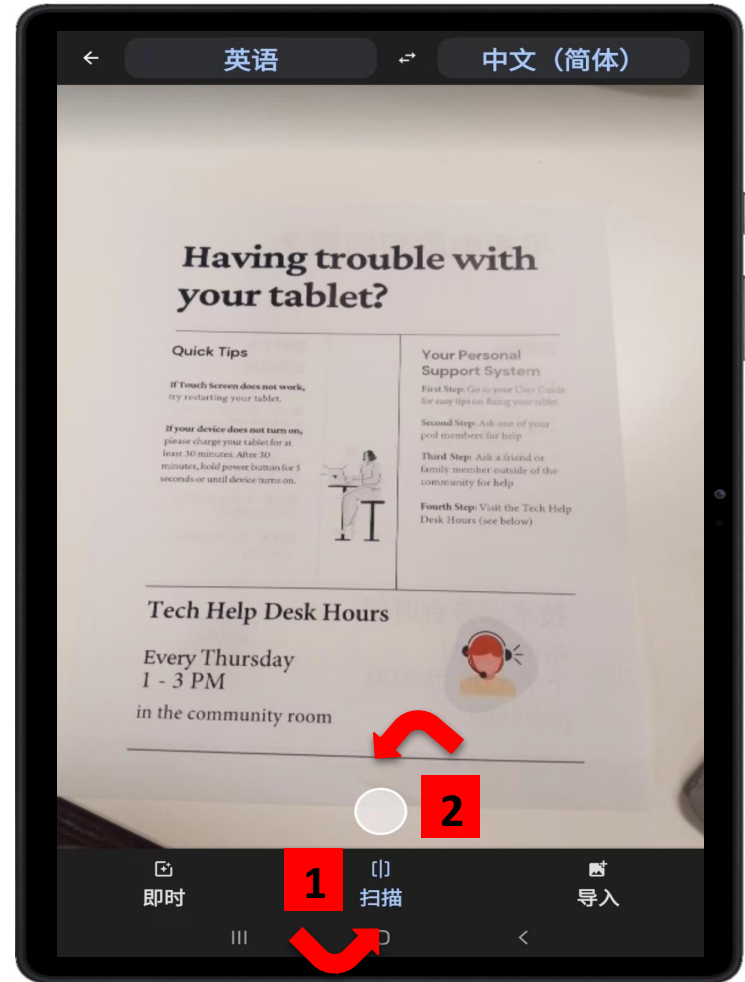 英语
中文（简体）
Having trouble with
your tablet?
Quick Tips
If Touch Screen does not work,
try restarting your tablet.
If your device does not turn on,
please charge your tablet for at
least 30 minutes. After 30
minutes, hold power button for 3
seconds or until device turns on.
Your Personal
Support System
First Step: Go to your User Guide
for easy tips on fixing your tablet
Second Step: Ask one of your
pod members for help
Third Step: Ask a friend or
family member outside of the
community for help
Fourth Step: Visit the Tech Help
Desk Hours (see below)
Tech Help Desk Hours
Every Thursday
1 - 3 PM
in the community room
2
即时
1
扫描
导入